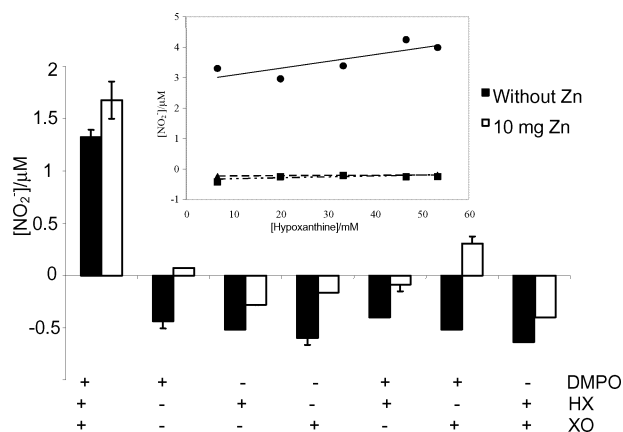 5
4
3
2
1
0
-1
[NO₂⁻]/µM
0
10
20
30
40
50
60
[Hypoxanthine]/mM
Without Zn
10 mg Zn
2
1.5
1
0.5
0
-0.5
[NO₂⁻]/µM
+ + - - + + - DMPO
+ - + - + - + HX
+ - - + - + + XO